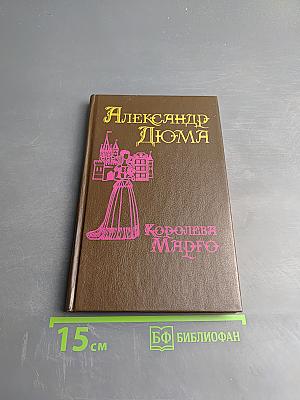 Александр
Дюма
Королева
Марго
15 см
БФ БИБЛИОФАН